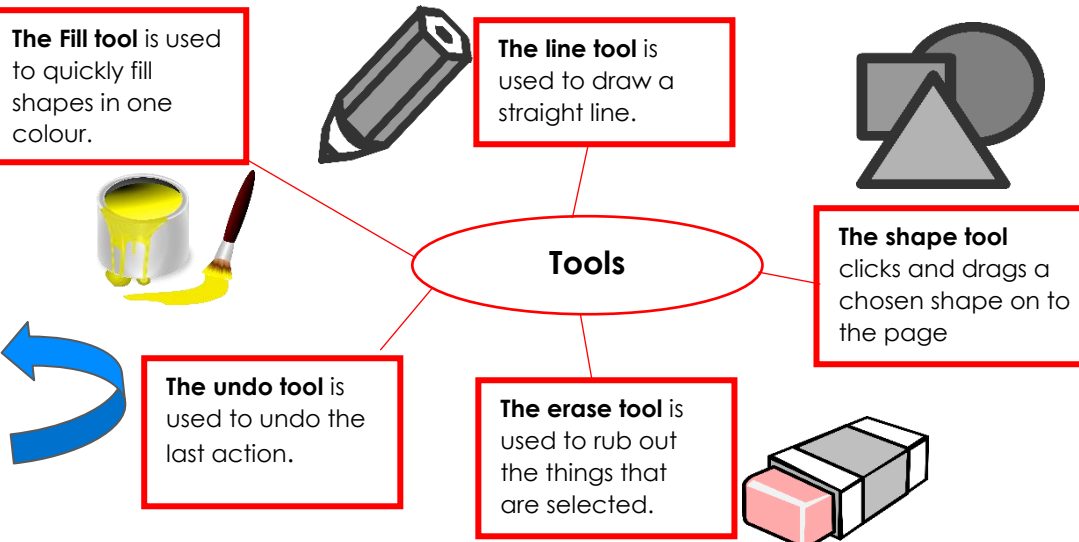 The Fill tool is used
to quickly fill
shapes in one
colour.
The line tool is
used to draw a
straight line.
Tools
The shape tool
clicks and drags a
chosen shape on to
the page
The undo tool is
used to undo the
last action.
The erase tool is
used to rub out
the things that
are selected.